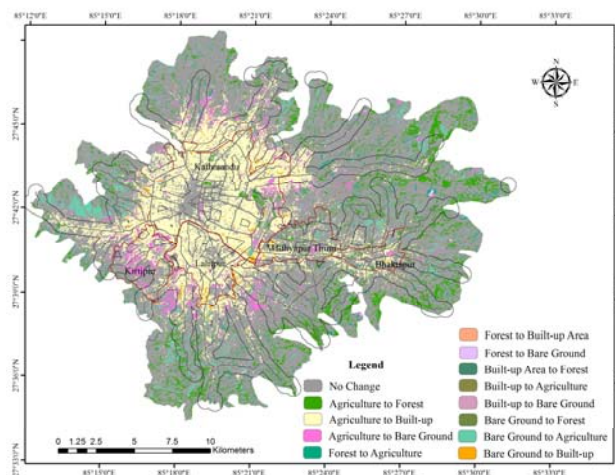 85°12'0"E 85°15'0"E 85°18'0"E 85°21'0"E 85°24'0"E 85°27'0"E 85°30'0"E 85°33'0"E
27°45'0"N
27°42'0"N
27°39'0"N
27°36'0"N
27°33'0"N
N
W E
S
Kathmandu
Madhyapur Thimi
Kirtipur
Lalitpur
Bhaktapur
Legend
No Change
Agriculture to Forest
Agriculture to Built-up
Agriculture to Bare Ground
Forest to Agriculture
Forest to Built-up Area
Forest to Bare Ground
Built-up Area to Forest
Built-up to Agriculture
Built-up to Bare Ground
Bare Ground to Forest
Bare Ground to Agriculture
Bare Ground to Built-up
0 1.25 2.5 5 7.5 10
Kilometers
85°15'0"E 85°18'0"E 85°21'0"E 85°24'0"E 85°27'0"E 85°30'0"E 85°33'0"E